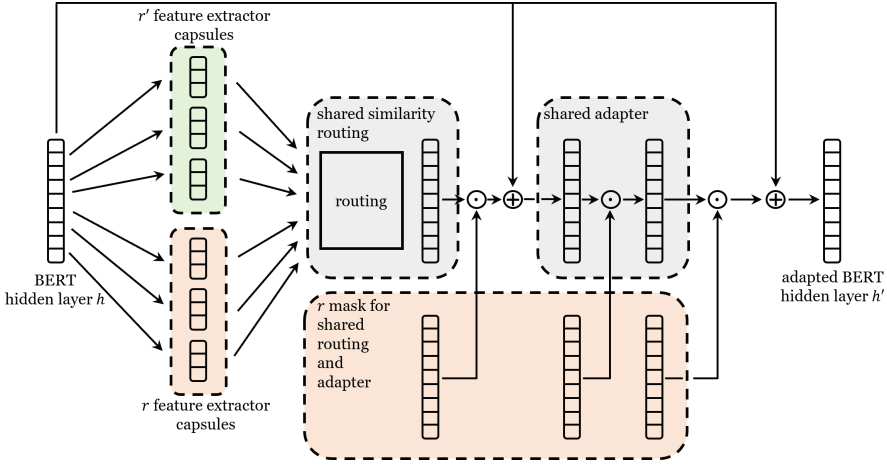 r′ feature extractor
capsules
shared similarity
routing
routing
shared adapter
BERT
hidden layer h
adapted BERT
hidden layer h′
r mask for
shared
routing
and
adapter
r feature extractor
capsules